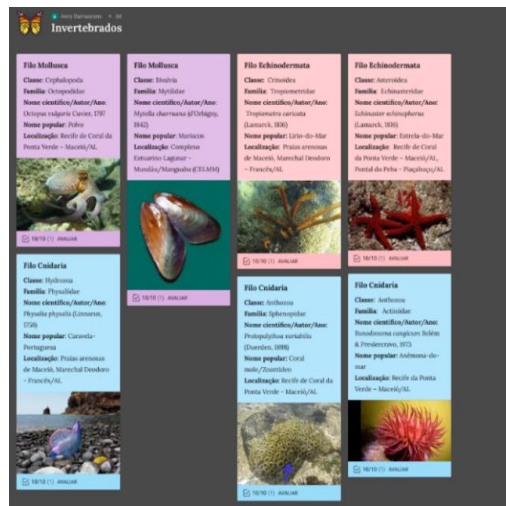 Invertebrados
Filo Mollusca
Classe: Cephalopoda
Família: Octopodidae
Nome científico/Autor/Ano:
Octopus vulgaris Cuvier, 1797
Nome popular: Polvo
Localização: Recife de Coral da
Ponta Verde – Maceió/AL
10/10 (1) AVALIAR
Filo Mollusca
Classe: Bivalvia
Família: Mytilidae
Nome científico/Autor/Ano:
Mytella charruana (d'Orbigny,
1842)
Nome popular: Mariscos
Localização: Complexo
Estuarino Lagunar -
Mundáu/Manguaba (CELMM)
10/10 (1) AVALIAR
Filo Echinodermata
Classe: Crinoidea
Família: Tropiometridae
Nome científico/Autor/Ano:
Tropiometra carinata
(Lamarck, 1816)
Nome popular: Lírio-do-Mar
Localização: Praias arenosas
de Maceió, Marechal Deodoro
– Francês/AL
10/10 (1) AVALIAR
Filo Echinodermata
Classe: Asteroidea
Família: Echinasteridae
Nome científico/Autor/Ano:
Echinaster echinophorus
(Lamarck, 1816)
Nome popular: Estrela-do-Mar
Localização: Recife de Coral
da Ponta Verde – Maceió/AL,
Pontal do Peba – Piaçabuçu/AL
10/10 (1) AVALIAR
Filo Cnidaria
Classe: Hydrozoa
Família: Physaliidae
Nome científico/Autor/Ano:
Physalia physalis (Linnaeus,
1758)
Nome popular: Caravela-
Portuguesa
Localização: Praias arenosas
de Maceió, Marechal Deodoro
– Francês/AL
10/10 (1) AVALIAR
Filo Cnidaria
Classe: Anthozoa
Família: Sphenopidae
Nome científico/Autor/Ano:
Protopalythoa variabilis
(Duerden, 1898)
Nome popular: Coral
mole/Zoantídeo
Localização: Recife de Coral da
Ponta Verde – Maceió/AL
10/10 (1) AVALIAR
Filo Cnidaria
Classe: Anthozoa
Família: Actiniidae
Nome científico/Autor/Ano:
Bunodosoma cangicum Belém
& Preslercravo, 1973
Nome popular: Anêmona-do-
mar
Localização: Recife da Ponta
Verde – Maceió/AL
10/10 (1) AVALIAR